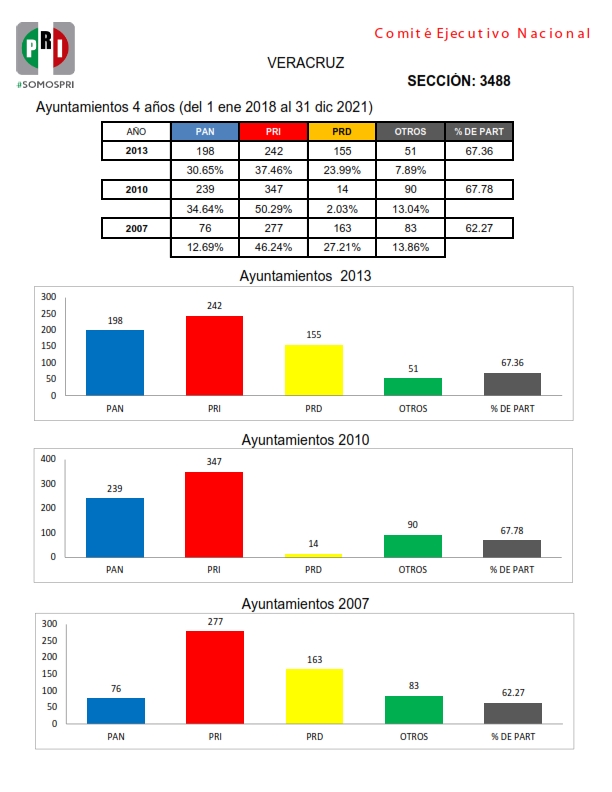 Comité Ejecutivo Nacional
PRI
#SOMOSPRI
VERACRUZ
SECCIÓN: 3488
Ayuntamientos 4 años (del 1 ene 2018 al 31 dic 2021)
AÑO PAN PRI PRD OTROS % DE PART
2013 198 242 155 51 67.36
30.65% 37.46% 23.99% 7.89%
2010 239 347 14 90 67.78
34.64% 50.29% 2.03% 13.04%
2007 76 277 163 83 62.27
12.69% 46.24% 27.21% 13.86%
Ayuntamientos 2013
300
250
200
150
100
50
0
198 242 155 51 67.36
PAN PRI PRD OTROS % DE PART
Ayuntamientos 2010
400
300
200
100
0
239 347 14 90 67.78
PAN PRI PRD OTROS % DE PART
Ayuntamientos 2007
300
250
200
150
100
50
0
76 277 163 83 62.27
PAN PRI PRD OTROS % DE PART